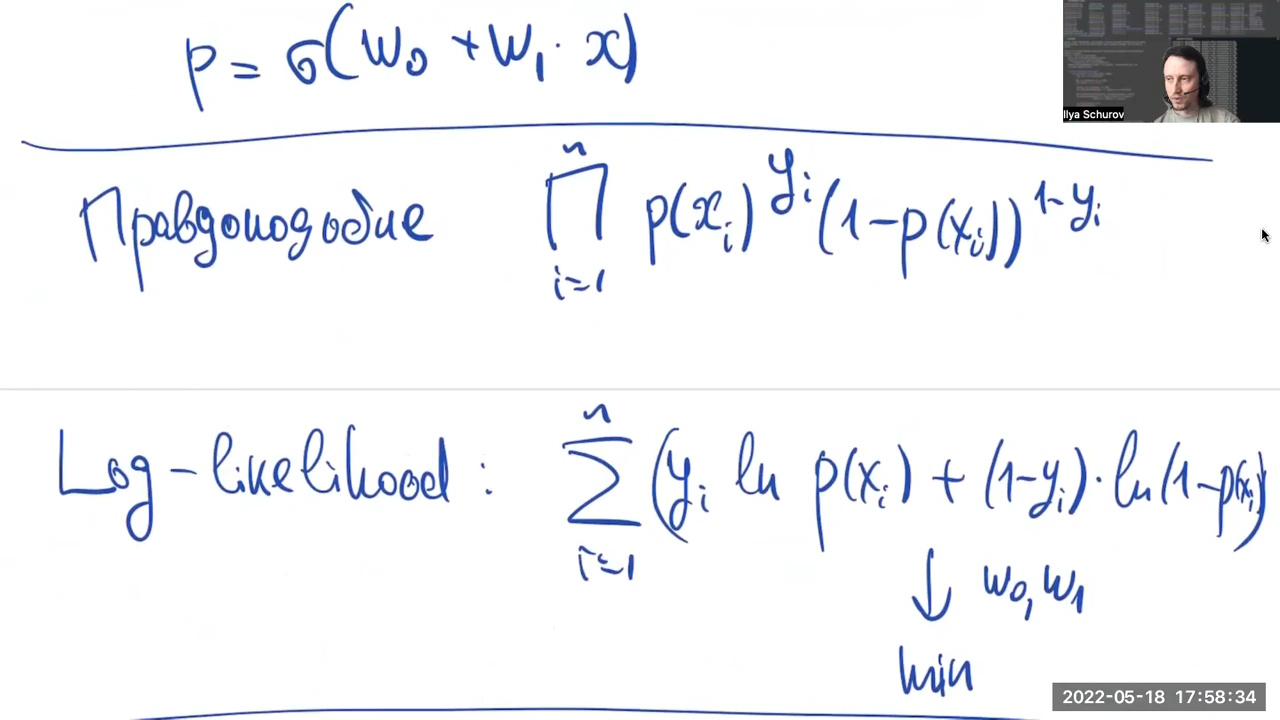 p = σ(w₀ + w₁ · x)
Ilya Schurov
Правдоподобие ∏ᵢ₌₁ⁿ p(xᵢ)^yᵢ (1-p(xᵢ))^1-yᵢ
Log-likelihood : ∑ᵢ₌₁ⁿ (yᵢ ln p(xᵢ) + (1-yᵢ) · ln(1-p(xᵢ)
↓ w₀, w₁
min
2022-05-18 17:58:34